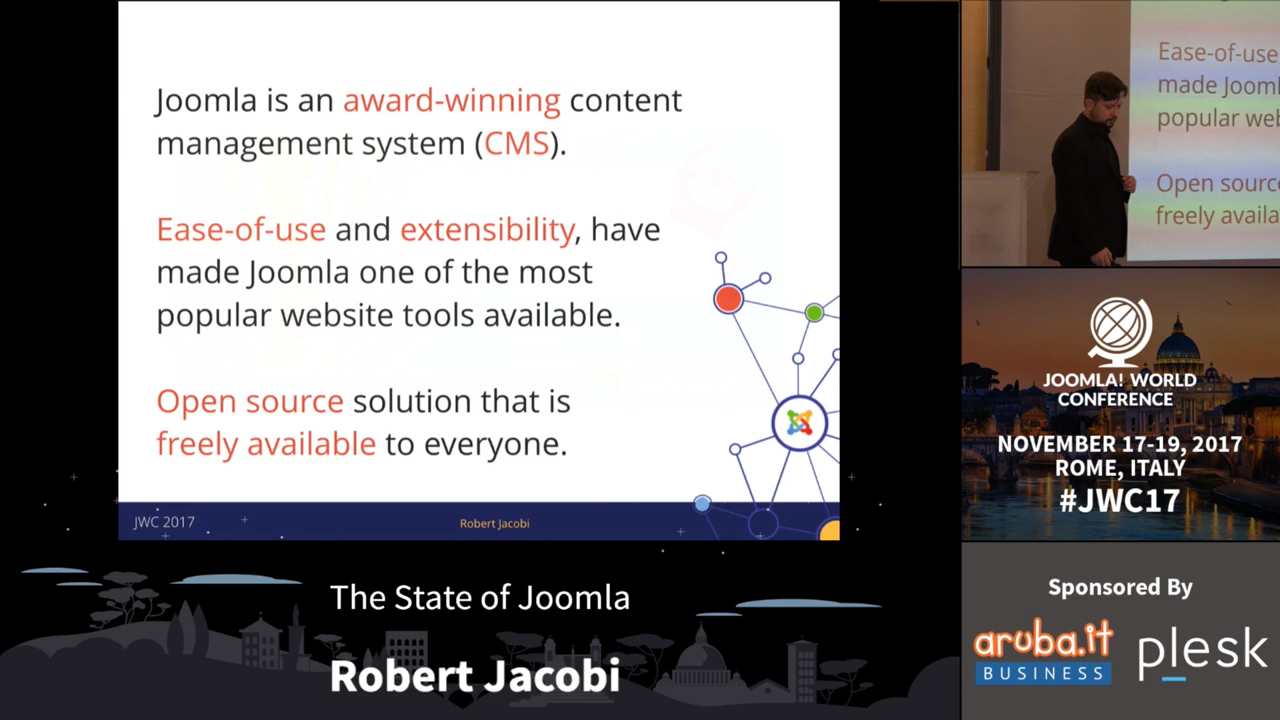 Joomla is an award-winning content
management system (CMS).
Ease-of-use and extensibility, have
made Joomla one of the most
popular website tools available.
Open source solution that is
freely available to everyone.
JWC 2017
Robert Jacobi
The State of Joomla
Robert Jacobi
Ease-of-use
made Jooml
popular web
Open sourc
freely availa
JOOMLA! WORLD
CONFERENCE
NOVEMBER 17-19, 2017
ROME, ITALY
#JWC17
Sponsored By
aruba.it
BUSINESS
plesk